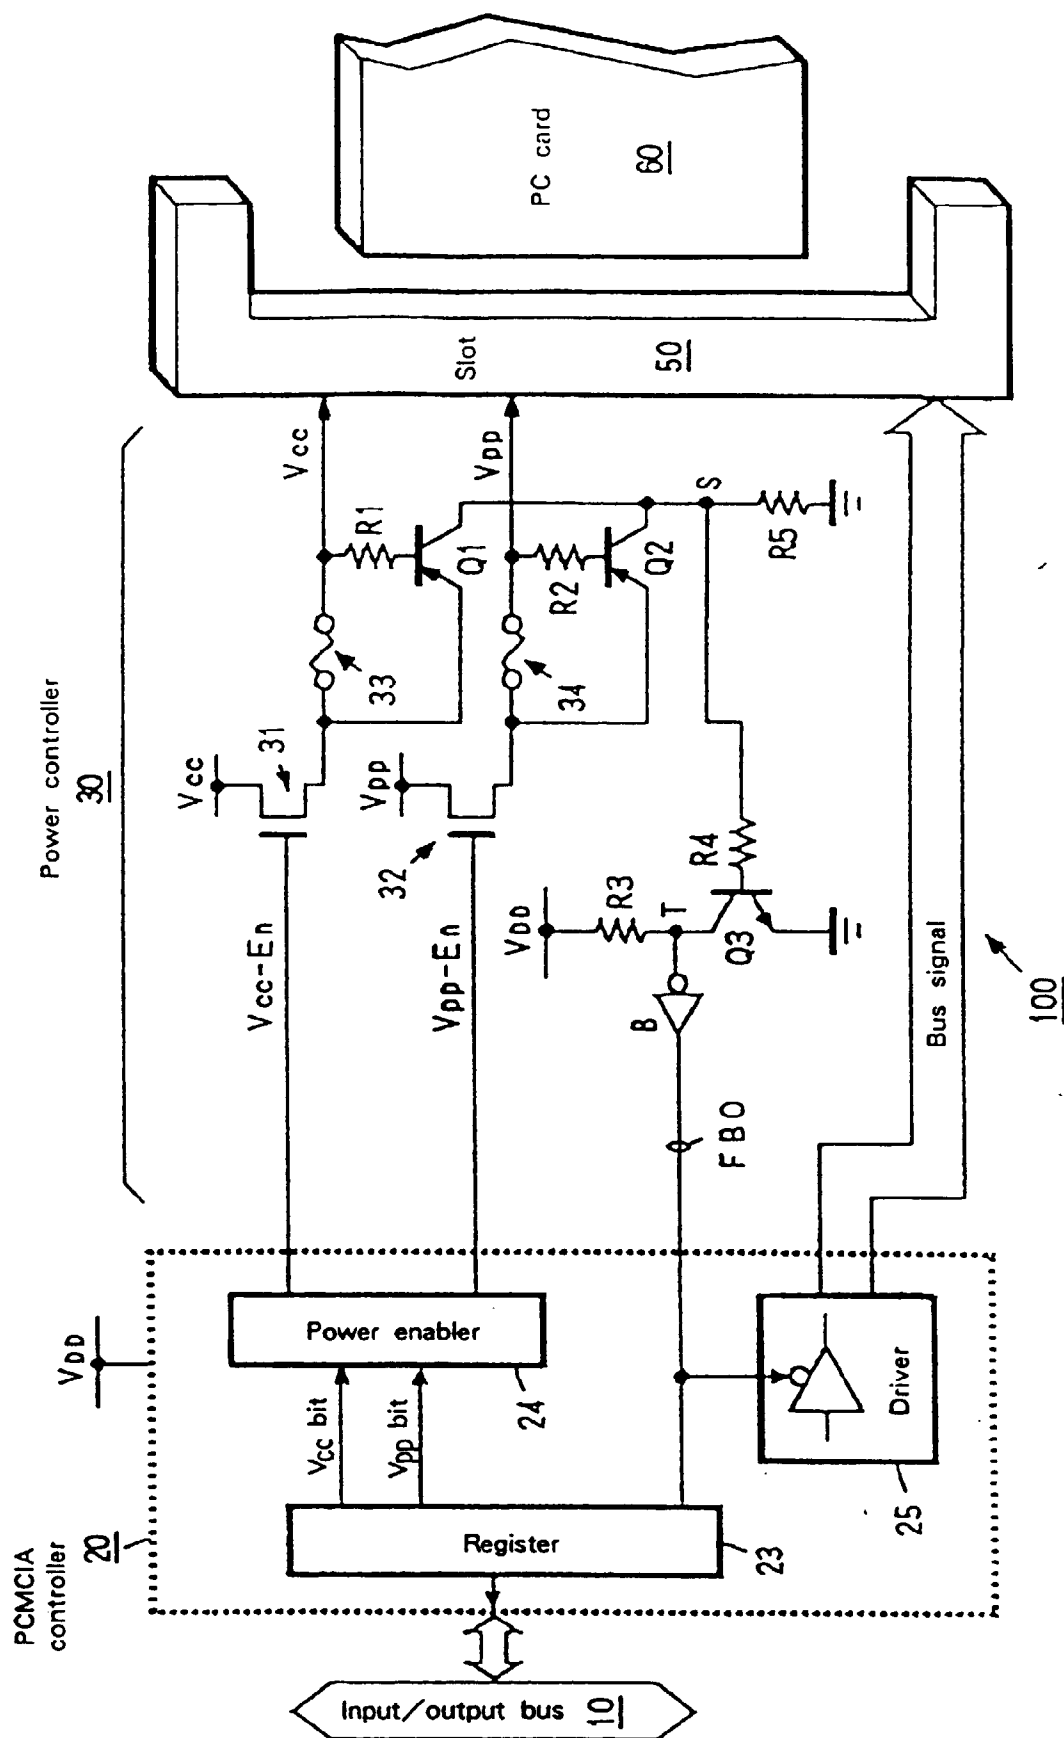 PCMCIA
controller
20
VDD
Power controller
30
Input/output bus 10
Register
23
Vcc bit
Vpp bit
Power enabler
24
Driver
25
Vcc-En
Vpp-En
Vcc
31
Vpp
32
33
34
Vcc
R1
Q1
Vpp
R2
Q2
S
R5
VDD
R3
T
R4
Q3
B
FBO
Bus signal
100
Slot
50
PC card
60